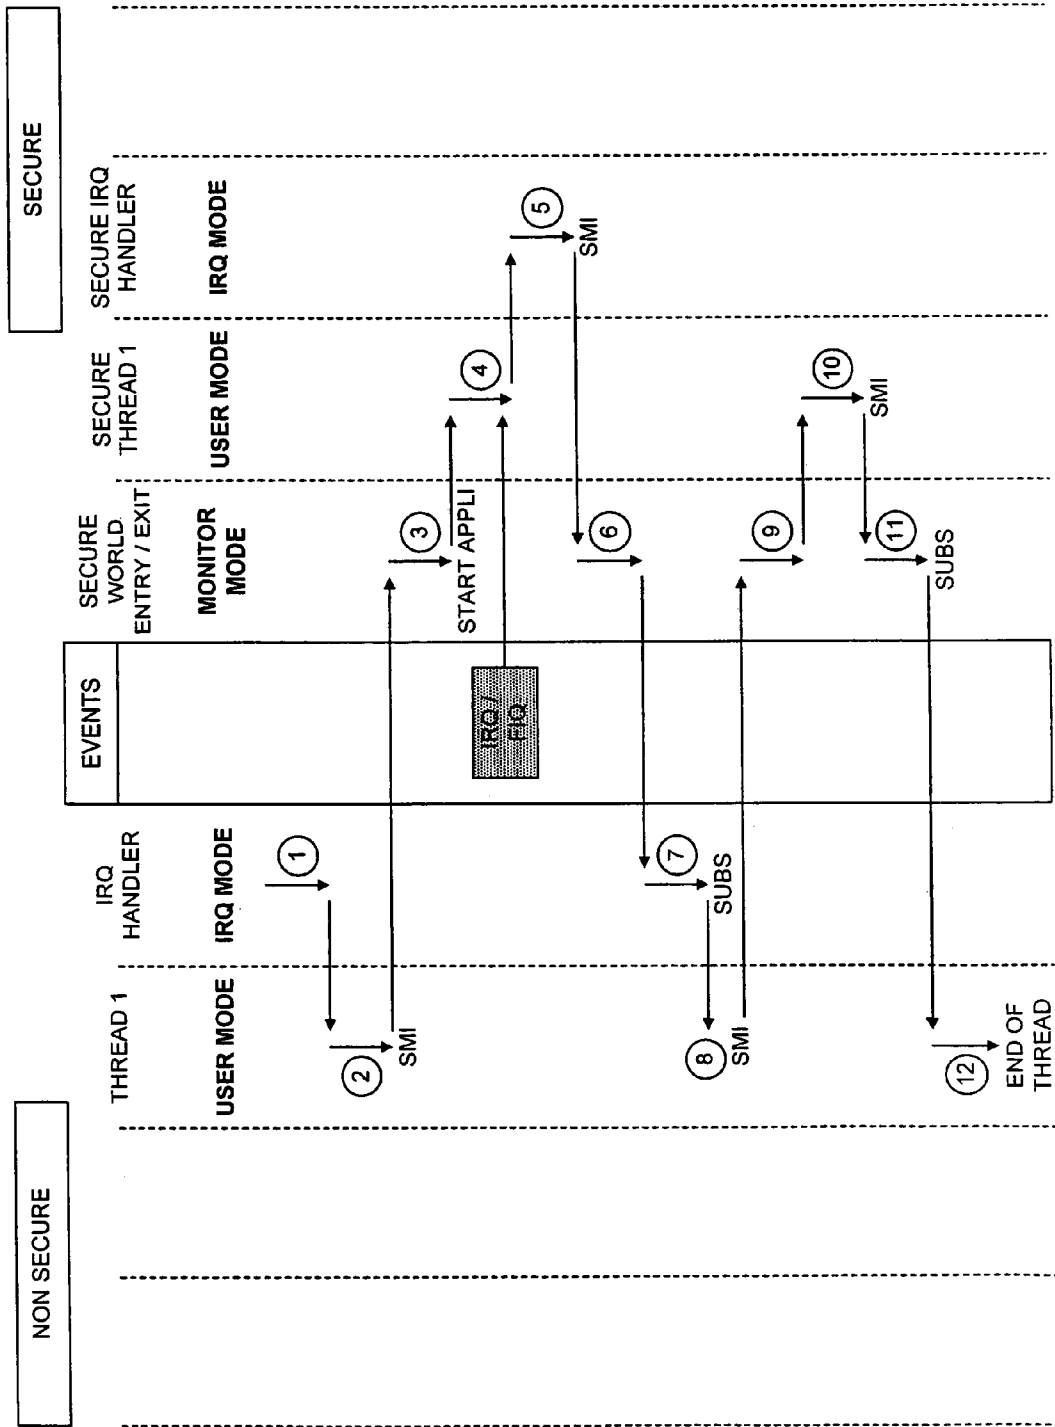 NON SECURE
SECURE
THREAD 1
USER MODE
IRQ
HANDLER
IRQ MODE
EVENTS
SECURE
WORLD
ENTRY / EXIT
MONITOR
MODE
SECURE
THREAD 1
USER MODE
SECURE IRQ
HANDLER
IRQ MODE
1
2
SMI
3
START APPLI
IRQ /
FIQ
4
5
SMI
6
7
SUBS
8
SMI
9
10
SMI
11
SUBS
12
END OF
THREAD